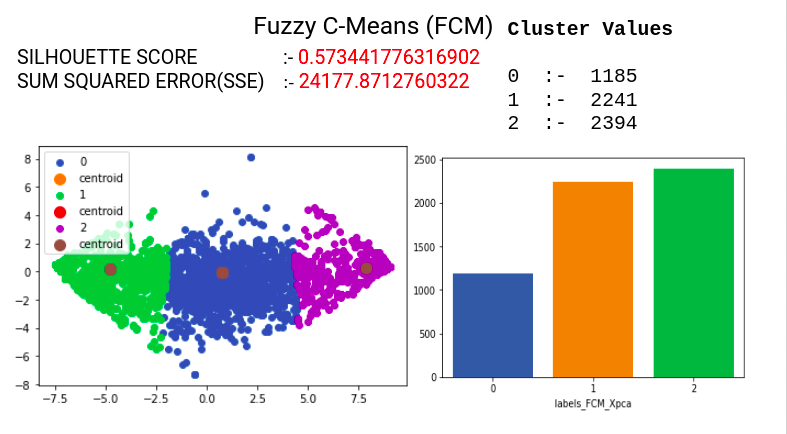 Fuzzy C-Means (FCM)
SILHOUETTE SCORE :- 0.573441776316902
SUM SQUARED ERROR(SSE) :- 24177.8712760322
Cluster Values
0 :- 1185
1 :- 2241
2 :- 2394
0
centroid
1
centroid
2
centroid
8
6
4
2
0
−2
−4
−6
−8
−7.5 −5.0 −2.5 0.0 2.5 5.0 7.5
2500
2000
1500
1000
500
0
0 1 2
labels_FCM_Xpca